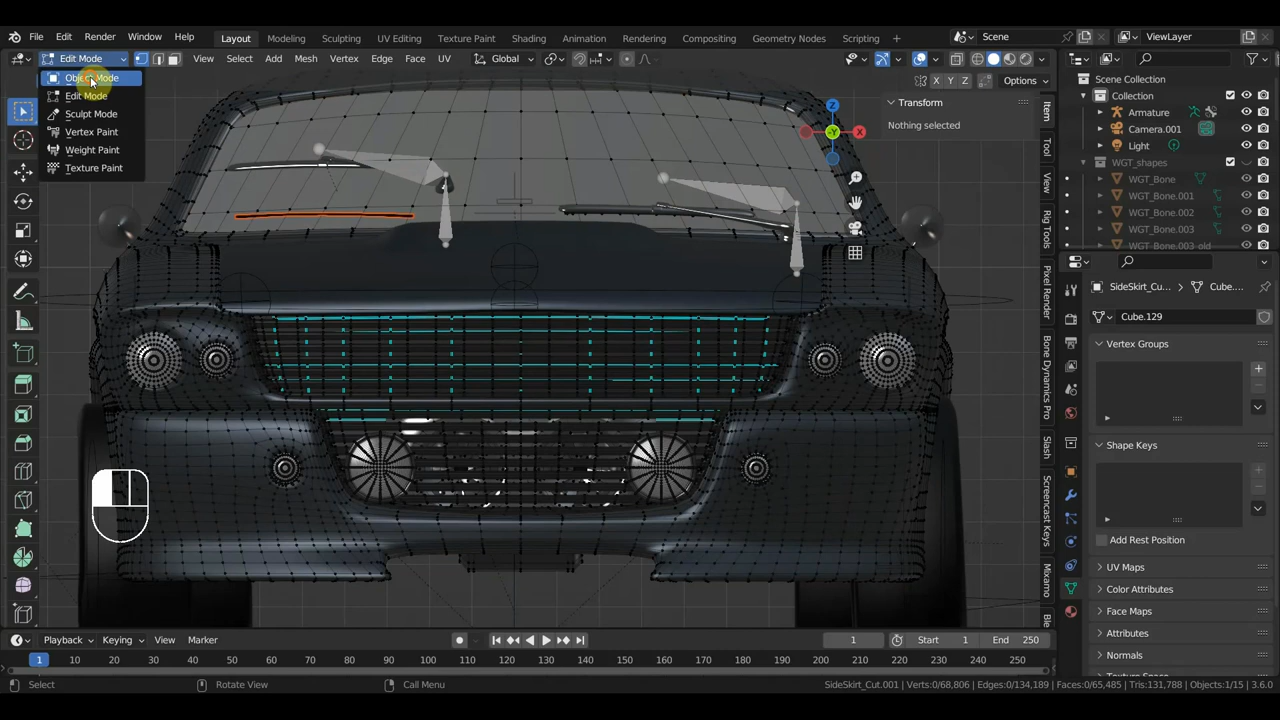 File Edit Render Window Help Layout Modeling Sculpting UV Editing Texture Paint Shading Animation Rendering Compositing Geometry Nodes Scripting Scene ViewLayer
Edit Mode View Select Add Mesh Vertex Edge Face UV Global
Object Mode
Edit Mode
Sculpt Mode
Vertex Paint
Weight Paint
Texture Paint
X Y Z Options
Transform
Nothing selected
Z
-Y
X
Item
Tool
View
Rig Tools
Pixel Render
Bone Dynamics Pro
Slash
Screencast Keys
Mixamo
Ble
Scene Collection
Collection
Armature
Camera.001
Light
WGT_shapes
WGT_Bone
WGT_Bone.001
WGT_Bone.002
WGT_Bone.003
WGT_Bone.003_old
SideSkirt_Cu... Cube....
Cube.129
Vertex Groups
Shape Keys
Add Rest Position
UV Maps
Color Attributes
Face Maps
Attributes
Normals
Texture Space
Playback Keying View Marker 1 Start 1 End 250
1 10 20 30 40 50 60 70 80 90 100 110 120 130 140 150 160 170 180 190 200 210 220 230 240 250
Select Rotate View Call Menu SideSkirt_Cut.001 | Verts:0/68,806 | Edges:0/134,189 | Faces:0/65,485 | Tris:131,788 | Objects:1/15 | 3.6.0